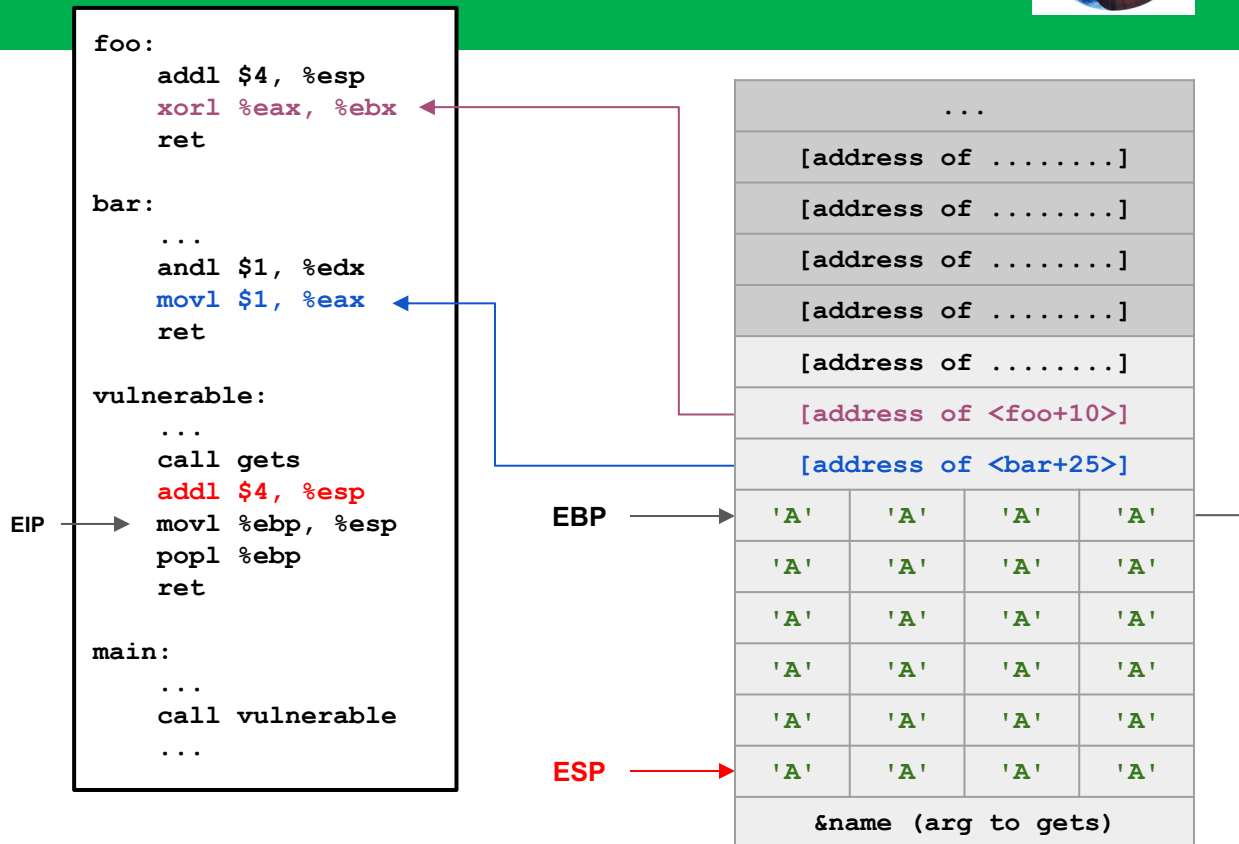 foo:
addl $4, %esp
xorl %eax, %ebx
ret
bar:
...
andl $1, %edx
movl $1, %eax
ret
vulnerable:
...
call gets
addl $4, %esp
movl %ebp, %esp
popl %ebp
ret
main:
...
call vulnerable
...
EIP
...
[address of ........]
[address of ........]
[address of ........]
[address of ........]
[address of ........]
[address of <foo+10>]
[address of <bar+25>]
EBP 'A' 'A' 'A' 'A'
'A' 'A' 'A' 'A'
'A' 'A' 'A' 'A'
'A' 'A' 'A' 'A'
'A' 'A' 'A' 'A'
ESP 'A' 'A' 'A' 'A'
&name (arg to gets)